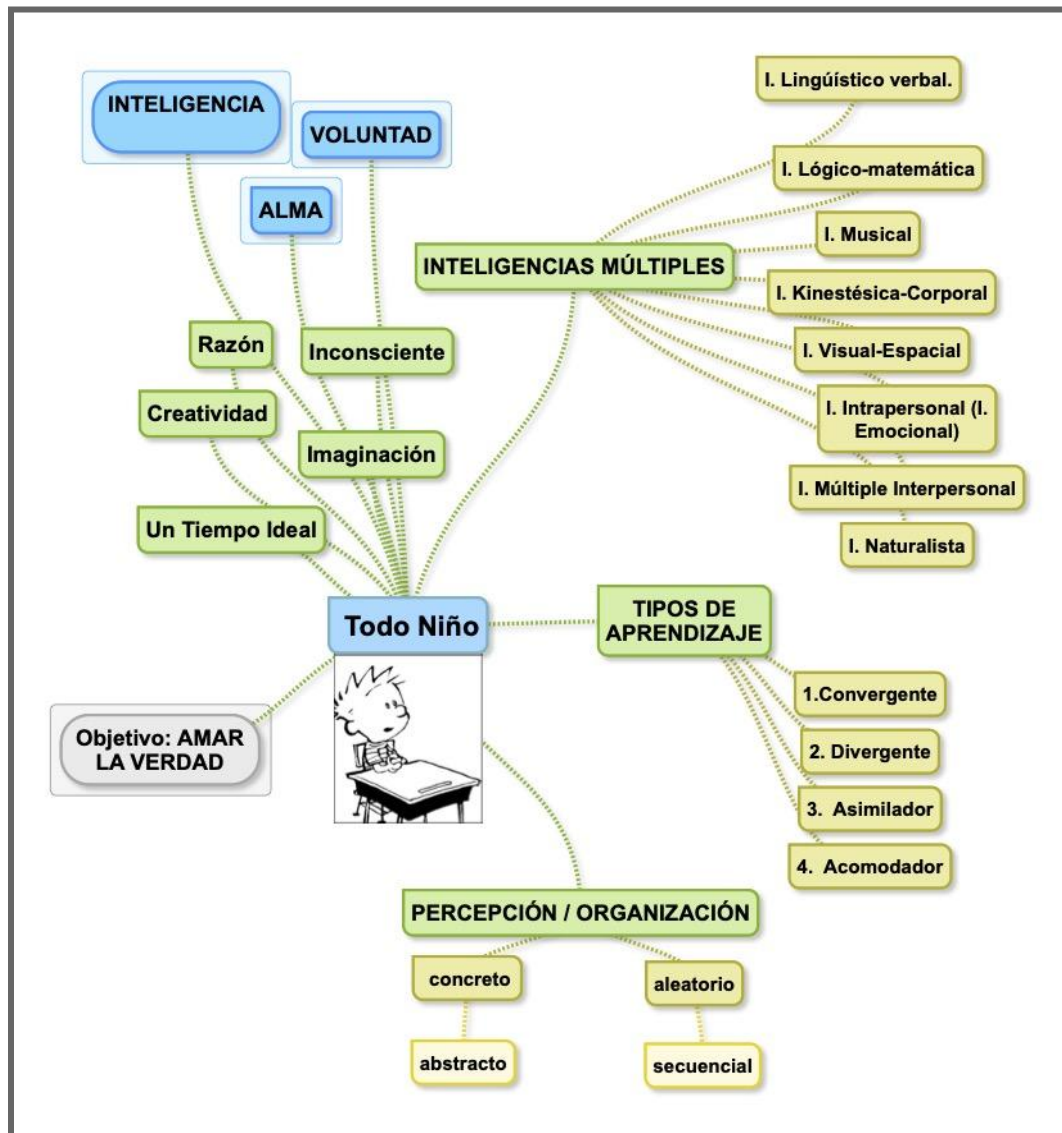 INTELIGENCIA
VOLUNTAD
ALMA
Razón
Inconsciente
Creatividad
Imaginación
Un Tiempo Ideal
Todo Niño
Objetivo: AMAR
LA VERDAD
INTELIGENCIAS MÚLTIPLES
I. Lingúístico verbal.
I. Lógico-matemática
I. Musical
I. Kinestésica-Corporal
I. Visual-Espacial
I. Intrapersonal (I.
Emocional)
I. Múltiple Interpersonal
I. Naturalista
TIPOS DE
APRENDIZAJE
1.Convergente
2. Divergente
3. Asimilador
4. Acomodador
PERCEPCIÓN / ORGANIZACIÓN
concreto
aleatorio
abstracto
secuencial